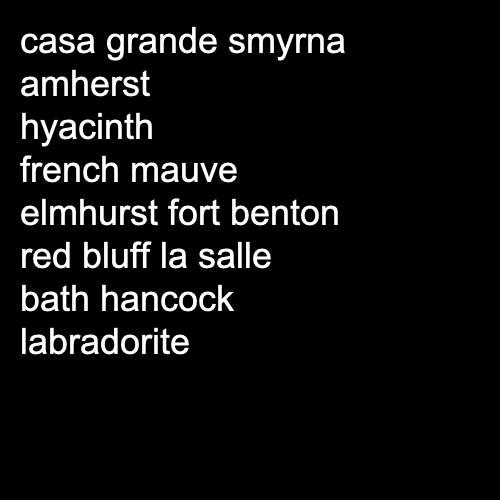 casa grande smyrna
amherst
hyacinth
french mauve
elmhurst fort benton
red bluff la salle
bath hancock
labradorite